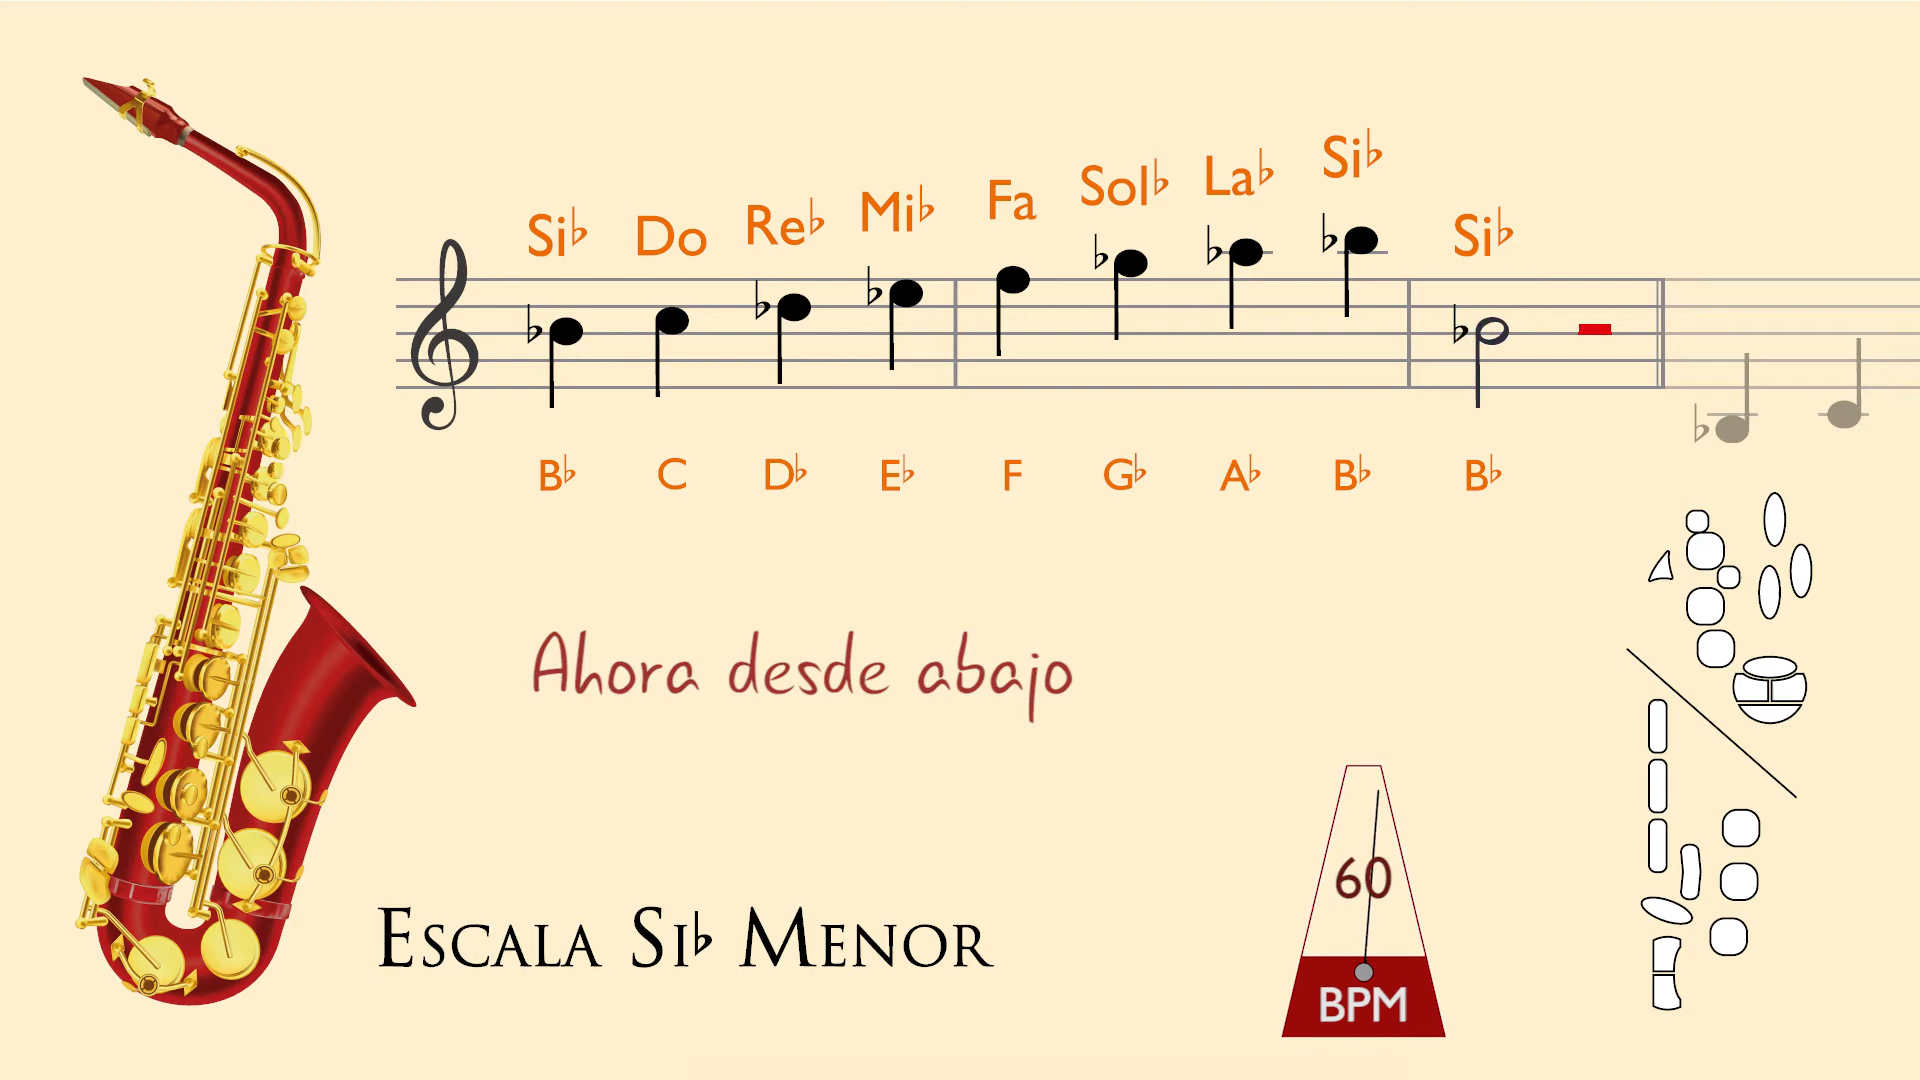 Si♭ Do Re♭ Mi♭ Fa Sol♭ La♭ Si♭ Si♭
B♭ C D♭ E♭ F G♭ A♭ B♭ B♭
Ahora desde abajo
60
ESCALA SI♭ MENOR
BPM